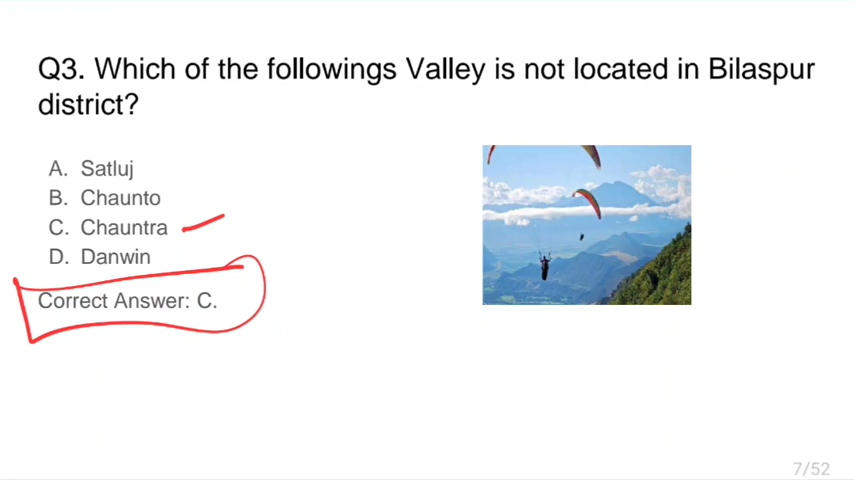 Q3. Which of the followings Valley is not located in Bilaspur
district?
A. Satluj
B. Chaunto
C. Chauntra
D. Danwin
Correct Answer: C.
7/52